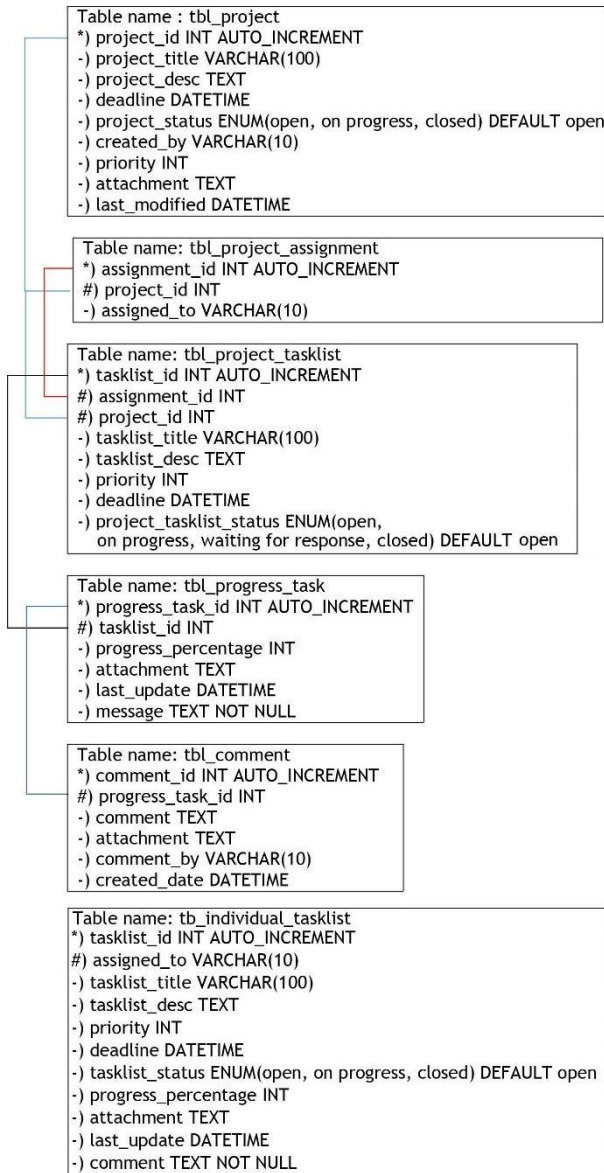 Table name : tbl_project
*) project_id INT AUTO_INCREMENT
-) project_title VARCHAR(100)
-) project_desc TEXT
-) deadline DATETIME
-) project_status ENUM(open, on progress, closed) DEFAULT open
-) created_by VARCHAR(10)
-) priority INT
-) attachment TEXT
-) last_modified DATETIME
Table name: tbl_project_assignment
*) assignment_id INT AUTO_INCREMENT
#) project_id INT
-) assigned_to VARCHAR(10)
Table name: tbl_project_tasklist
*) tasklist_id INT AUTO_INCREMENT
#) assignment_id INT
#) project_id INT
-) tasklist_title VARCHAR(100)
-) tasklist_desc TEXT
-) priority INT
-) deadline DATETIME
-) project_tasklist_status ENUM(open,
on progress, waiting for response, closed) DEFAULT open
Table name: tbl_progress_task
*) progress_task_id INT AUTO_INCREMENT
#) tasklist_id INT
-) progress_percentage INT
-) attachment TEXT
-) last_update DATETIME
-) message TEXT NOT NULL
Table name: tbl_comment
*) comment_id INT AUTO_INCREMENT
#) progress_task_id INT
-) comment TEXT
-) attachment TEXT
-) comment_by VARCHAR(10)
-) created_date DATETIME
Table name: tb_individual_tasklist
*) tasklist_id INT AUTO_INCREMENT
#) assigned_to VARCHAR(10)
-) tasklist_title VARCHAR(100)
-) tasklist_desc TEXT
-) priority INT
-) deadline DATETIME
-) tasklist_status ENUM(open, on progress, closed) DEFAULT open
-) progress_percentage INT
-) attachment TEXT
-) last_update DATETIME
-) comment TEXT NOT NULL